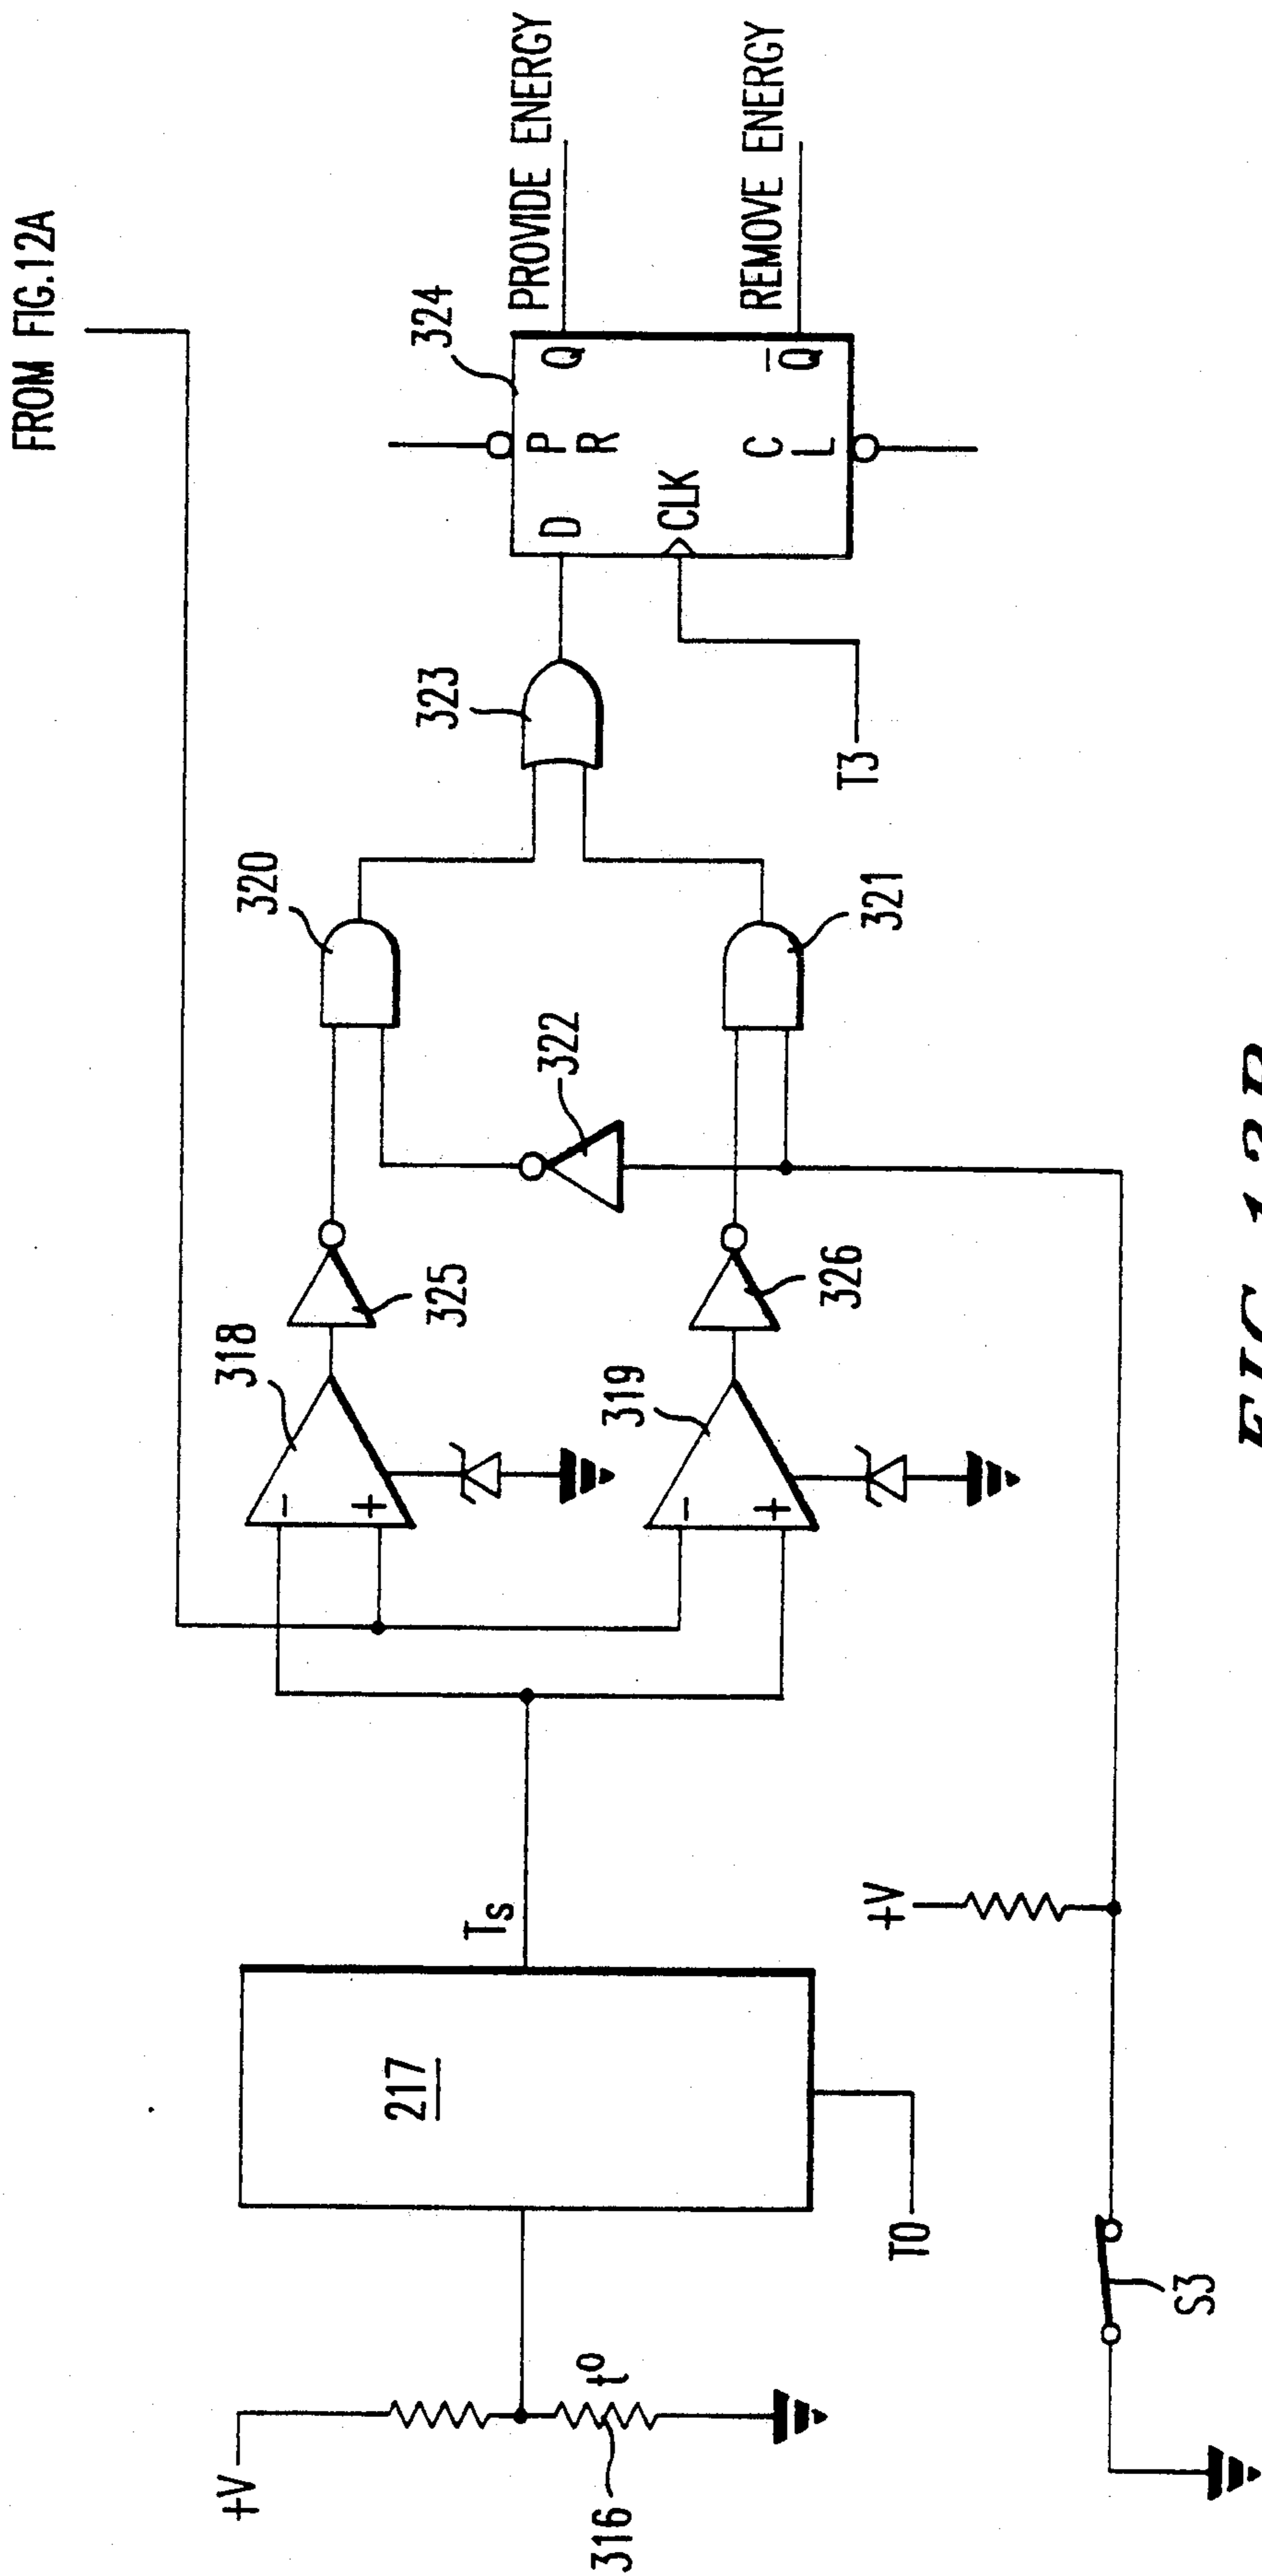 FROM FIG.12A
318
325
320
323
324
PROVIDE ENERGY
D
P
R
Q
CLK
C
L
Q̅
REMOVE ENERGY
T3
322
-
+
+V
316
t°
217
Ts
T0
319
326
321
-
+
+V
S3